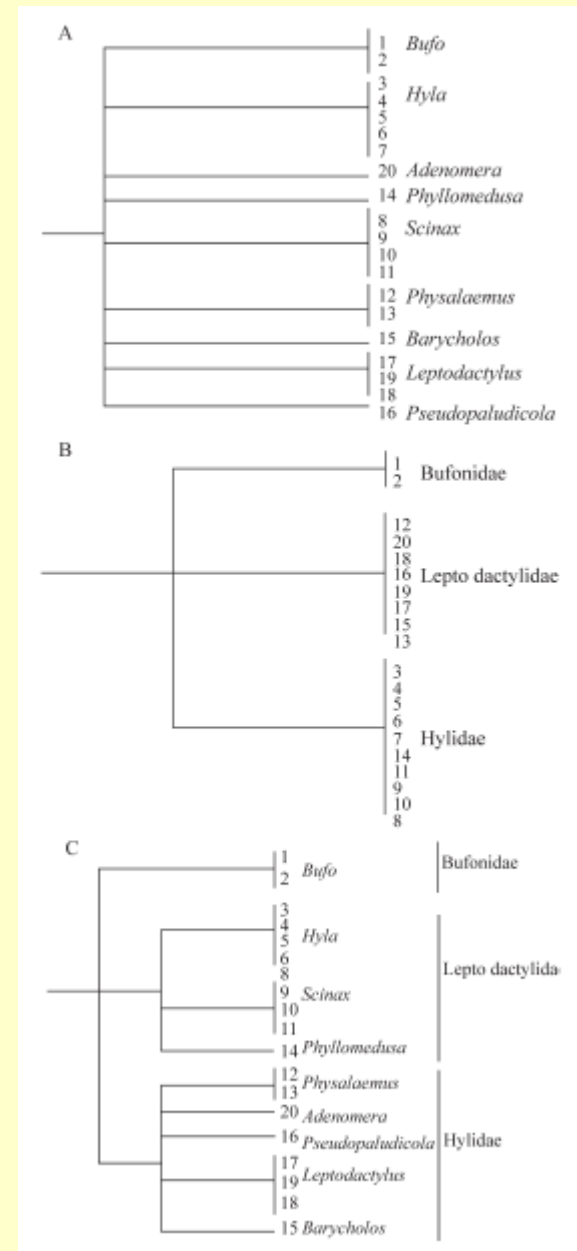 A
1 Bufo
2
3
4 Hyla
5
6
7
20 Adenomera
14 Phyllomedusa
8 Scinax
9
10
11
12 Physalaemus
13
15 Barycholos
17
19 Leptodactylus
18
16 Pseudopaludicola
B
1
2 Bufonidae
12
20
18
16 Lepto dactylidae
19
17
15
13
3
4
5
6
7 Hylidae
14
11
9
10
8
C
1 Bufonidae
2 Bufo
3
4
5 Hyla
6
8 Lepto dactylida
9 Scinax
10
11
14 Phyllomedusa
12 Physalaemus
13
20 Adenomera
16 Pseudopaludicola Hylidae
17
19 Leptodactylus
18
15 Barycholos